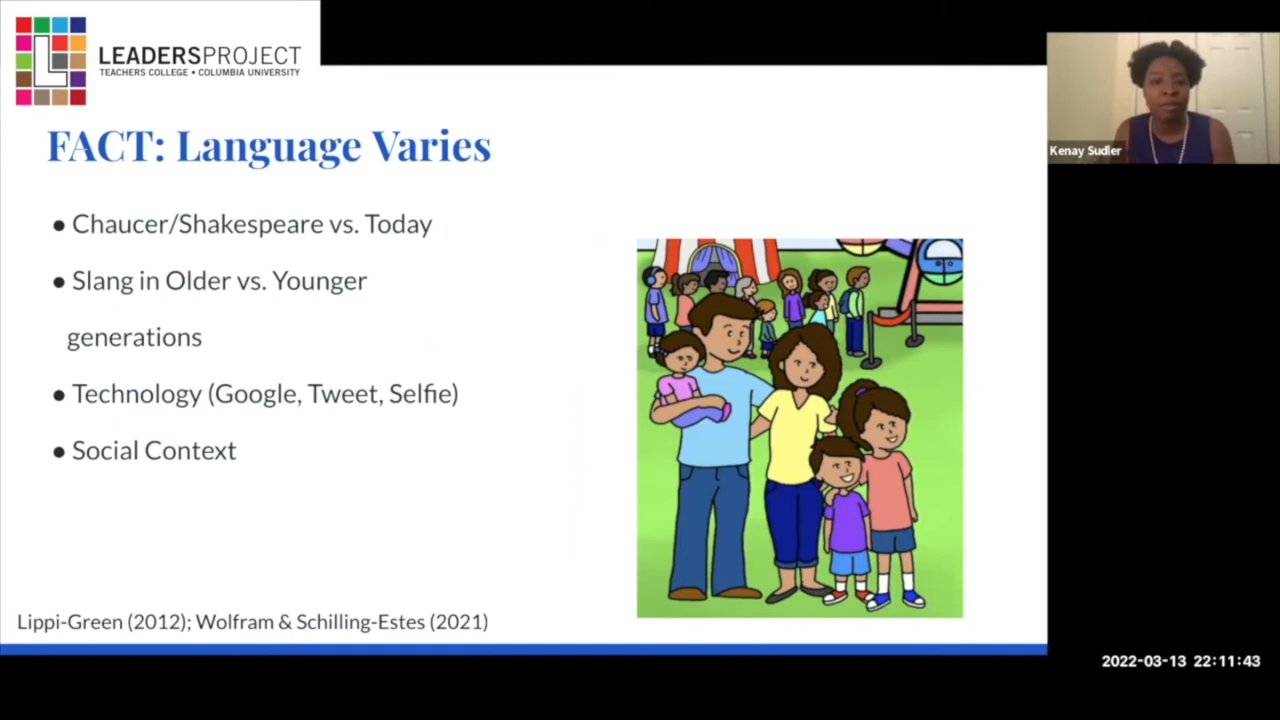 LEADERSPROJECT
TEACHERS COLLEGE • COLUMBIA UNIVERSITY
FACT: Language Varies
● Chaucer/Shakespeare vs. Today
● Slang in Older vs. Younger
generations
● Technology (Google, Tweet, Selfie)
● Social Context
Lippi-Green (2012); Wolfram & Schilling-Estes (2021)
Kenay Sudler
2022-03-13 22:11:43